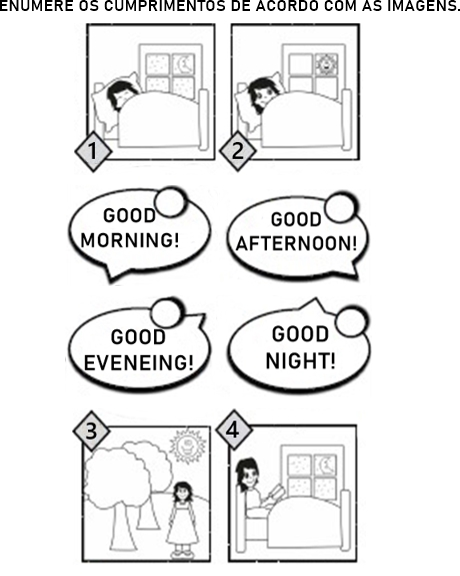 ENUMERE OS CUMPRIMENTOS DE ACORDO COM AS IMAGENS.
1
2
GOOD
MORNING!
GOOD
AFTERNOON!
GOOD
EVENEING!
GOOD
NIGHT!
3
4